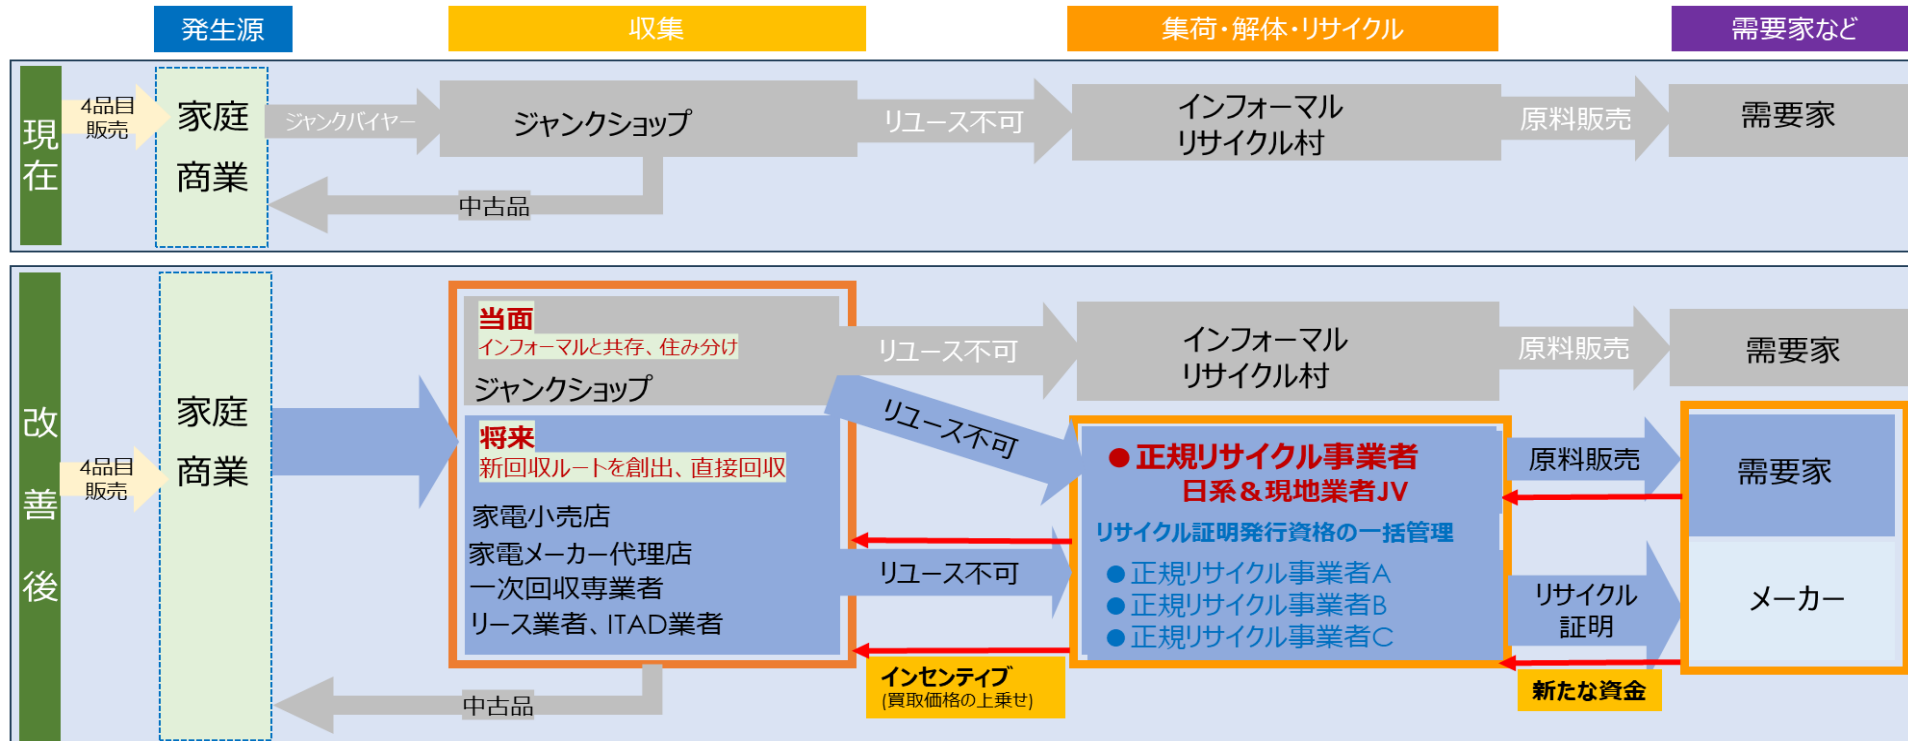 発生源
収集
集荷・解体・リサイクル
需要家など
現在
4品目
販売
家庭
商業
ジャンクバイヤー
ジャンクショップ
リユース不可
インフォーマル
リサイクル村
原料販売
需要家
中古品
改善後
4品目
販売
家庭
商業
当面
インフォーマルと共存、住み分け
ジャンクショップ
将来
新回収ルートを創出、直接回収
家電小売店
家電メーカー代理店
一次回収専業者
リース業者、ITAD業者
リユース不可
リユース不可
リユース不可
インフォーマル
リサイクル村
●正規リサイクル事業者
日系&現地業者JV
リサイクル証明発行資格の一括管理
●正規リサイクル事業者A
●正規リサイクル事業者B
●正規リサイクル事業者C
原料販売
需要家
原料販売
需要家
リサイクル
証明
メーカー
インセンティブ
(買取価格の上乗せ)
新たな資金
中古品